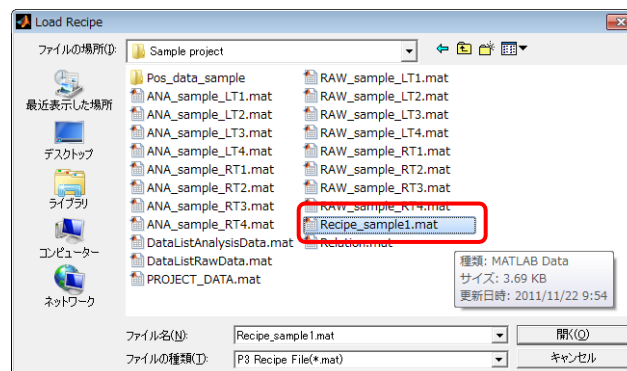 Load Recipe
ファイルの場所(I):
Sample project
最近表示した場所
デスクトップ
ライブラリ
コンピューター
ネットワーク
Pos_data_sample
ANA_sample_LT1.mat
ANA_sample_LT2.mat
ANA_sample_LT3.mat
ANA_sample_LT4.mat
ANA_sample_RT1.mat
ANA_sample_RT2.mat
ANA_sample_RT3.mat
ANA_sample_RT4.mat
DataListAnalysisData.mat
DataListRawData.mat
PROJECT_DATA.mat
RAW_sample_LT1.mat
RAW_sample_LT2.mat
RAW_sample_LT3.mat
RAW_sample_LT4.mat
RAW_sample_RT1.mat
RAW_sample_RT2.mat
RAW_sample_RT3.mat
RAW_sample_RT4.mat
Recipe_sample1.mat
Relation.mat
種類: MATLAB Data
サイズ: 3.69 KB
更新日時: 2011/11/22 9:54
ファイル名(N):
Recipe_sample1.mat
開く(O)
ファイルの種類(T):
P3 Recipe File(*.mat)
キャンセル